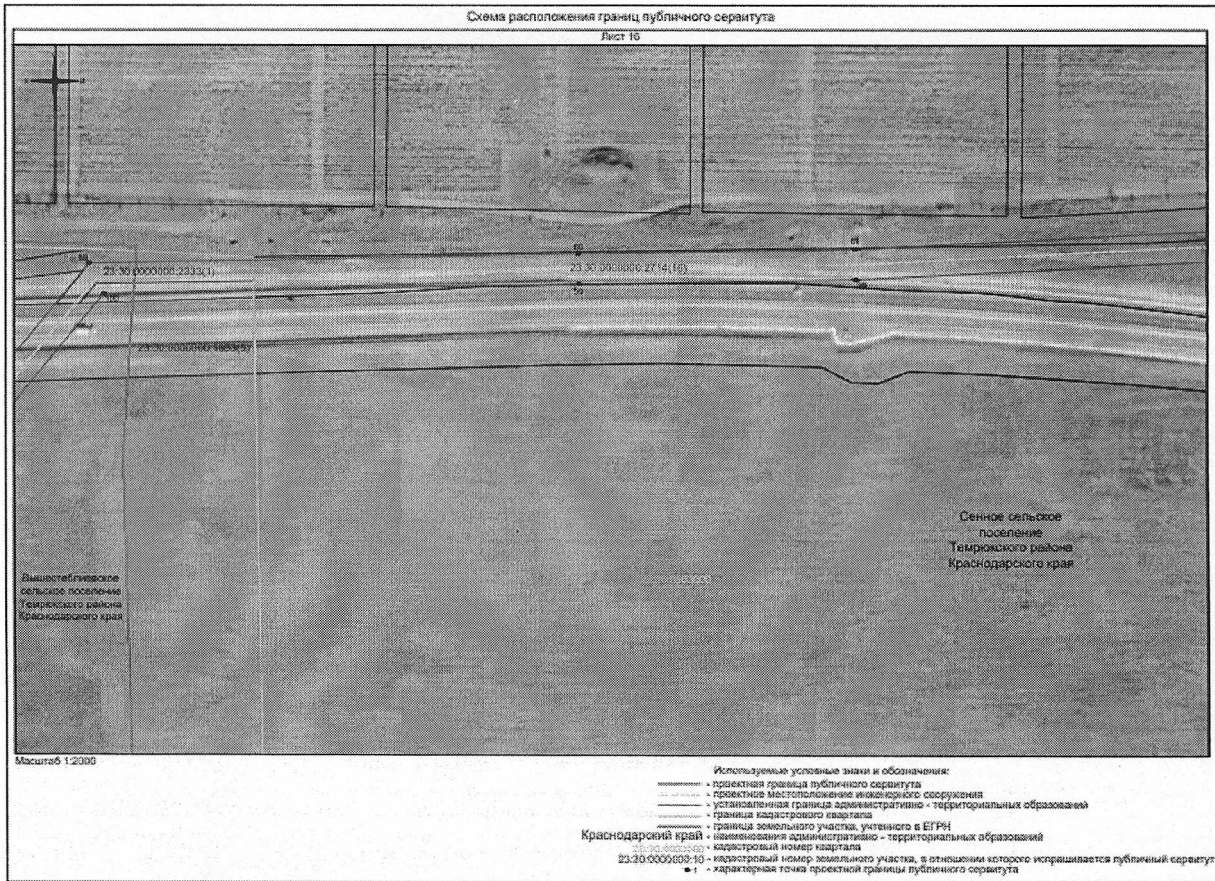 Схема расположения границ публичного сервитута
Лист 16
60
61
23:30:0000000:2333(1)
23:30:0000000:2714(16)
59
Сенное сельское
поселение
Темрюкского района
Краснодарского края
Вышестеблиевское
сельское поселение
Темрюкского района
Краснодарского края
Масштаб 1:2000
Используемые условные знаки и обозначения:
- проектная граница публичного сервитута
- проектное местоположение инженерного сооружения
- установленная граница административно - территориальных образований
- граница кадастрового квартала
- граница земельного участка, учтенного в ЕГРН
Краснодарский край - наименования административно - территориальных образований
- кадастровый номер квартала
23:30:0000000:10 - кадастровый номер земельного участка, в отношении которого испрашивается публичный сервитут
1 - характерная точка проектной границы публичного сервитута